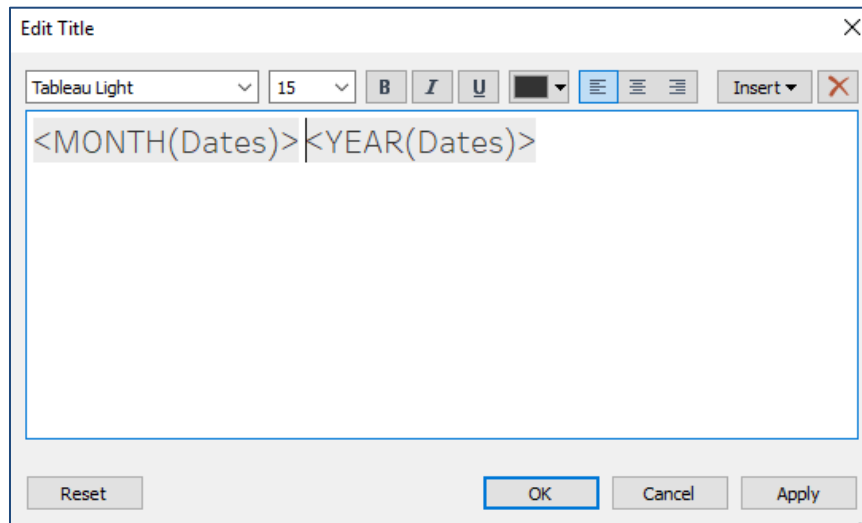 Edit Title
Tableau Light 15 B I U Insert
<MONTH(Dates)> <YEAR(Dates)>
Reset OK Cancel Apply